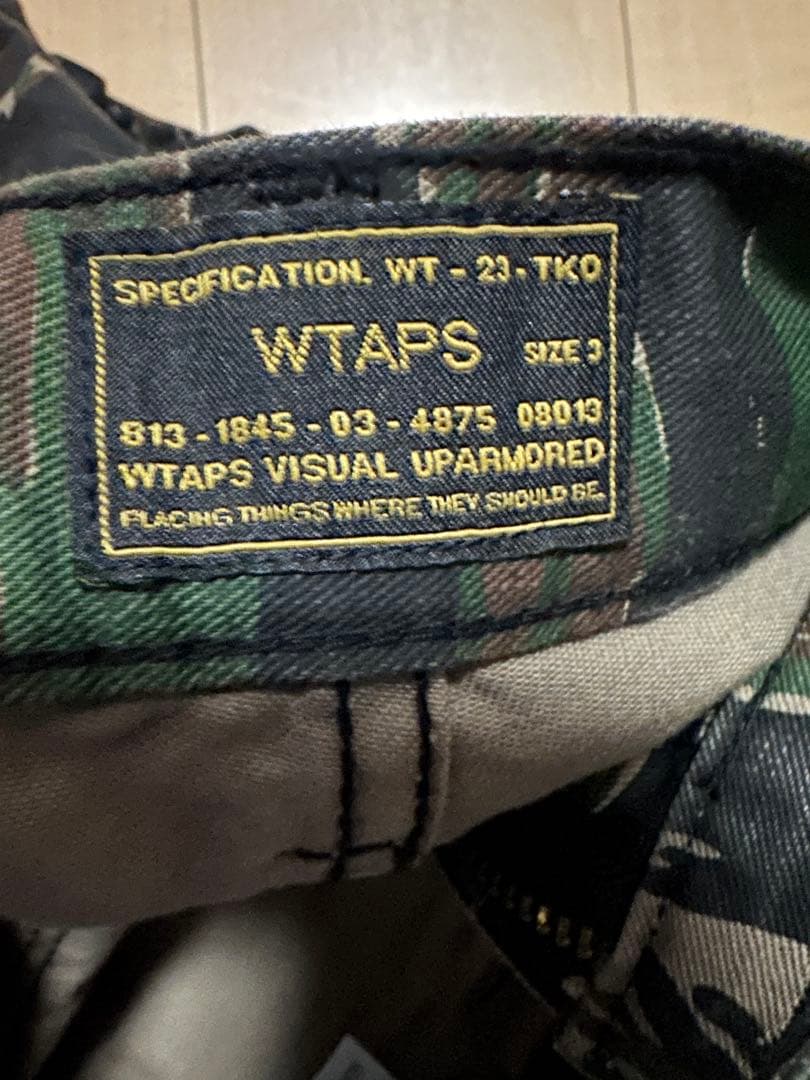 SPECIFICATION. WT - 23 - TKO
WTAPS SIZE 3
813 - 1845 - 03 - 4875 08013
WTAPS VISUAL UPARMORED
PLACING THINGS WHERE THEY SHOULD BE.